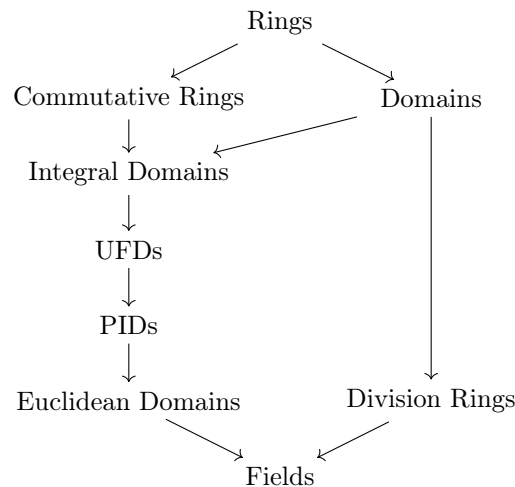 Rings
Commutative Rings
Domains
Integral Domains
UFDs
PIDs
Euclidean Domains
Division Rings
Fields